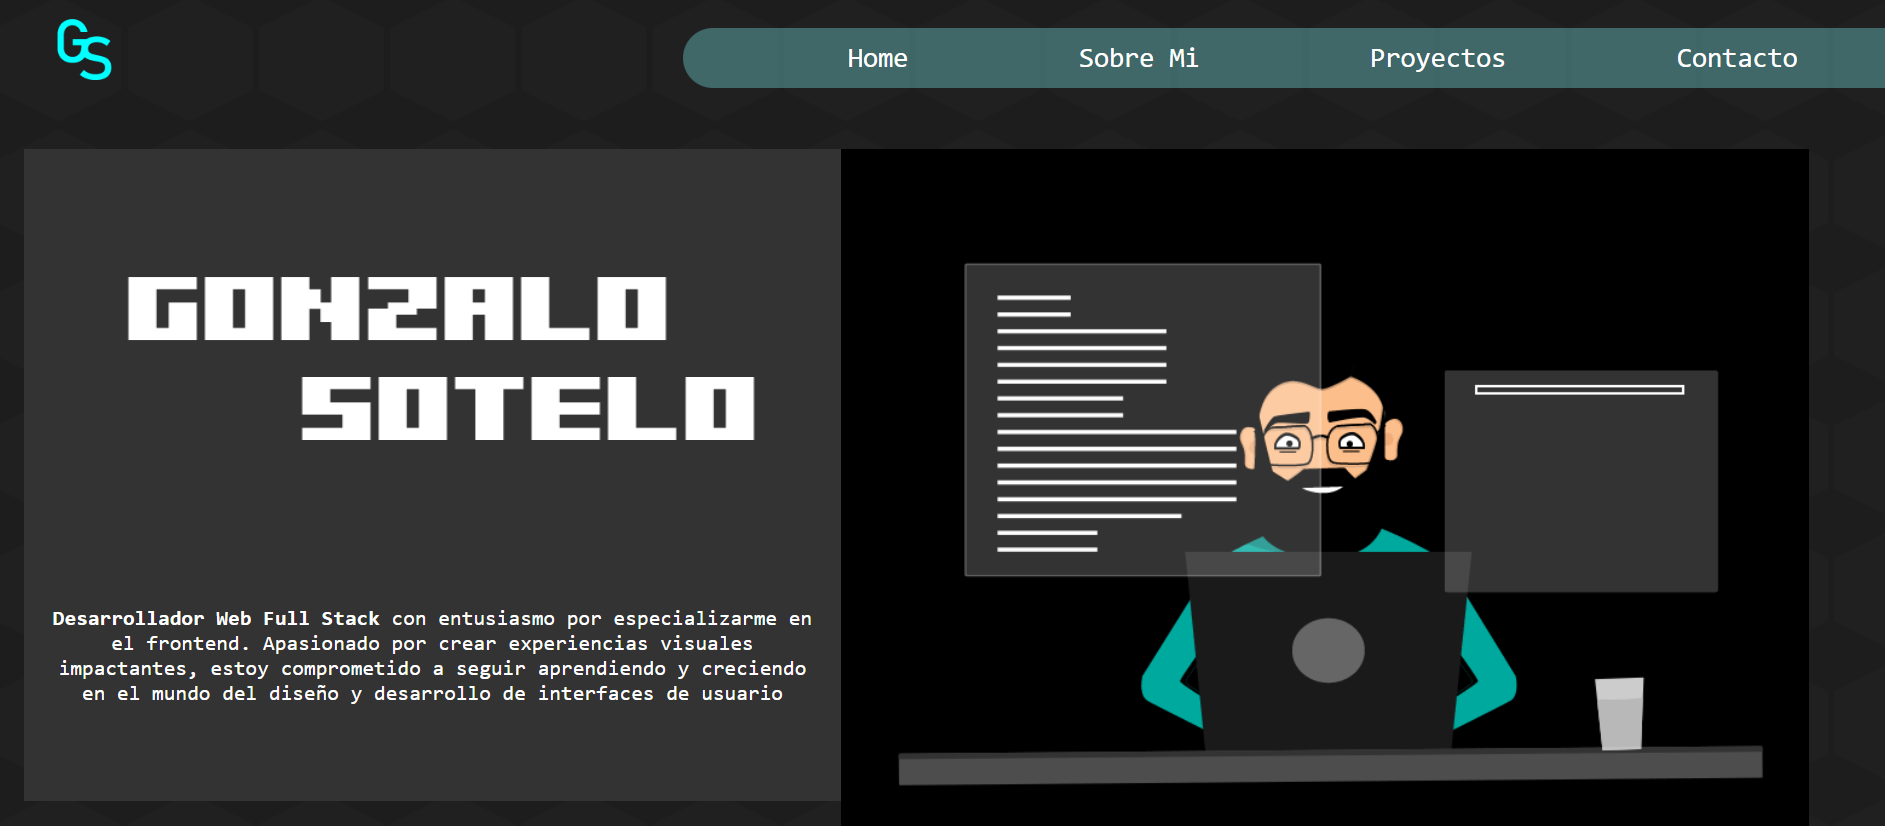 GS
Home Sobre Mi Proyectos Contacto
GONZALO
SOTELO
Desarrollador Web Full Stack con entusiasmo por especializarme en
el frontend. Apasionado por crear experiencias visuales
impactantes, estoy comprometido a seguir aprendiendo y creciendo
en el mundo del diseño y desarrollo de interfaces de usuario